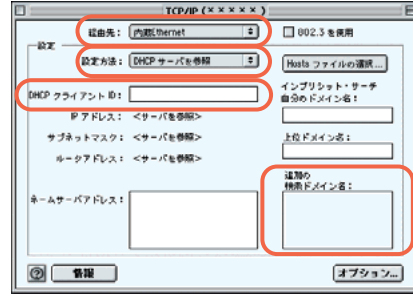 TCP/IP (×××××)
経由先： 内蔵Ethernet
802.3 を使用
設定
設定方法： DHCP サーバを参照
Hosts ファイルの選択...
DHCP クライアント ID：
インプリシット・サーチ
自分のドメイン名：
IP アドレス： <サーバを参照>
サブネットマスク： <サーバを参照>
上位ドメイン名：
ルータアドレス： <サーバを参照>
追加の
検索ドメイン名：
ネームサーバアドレス：
?
情報
オプション...